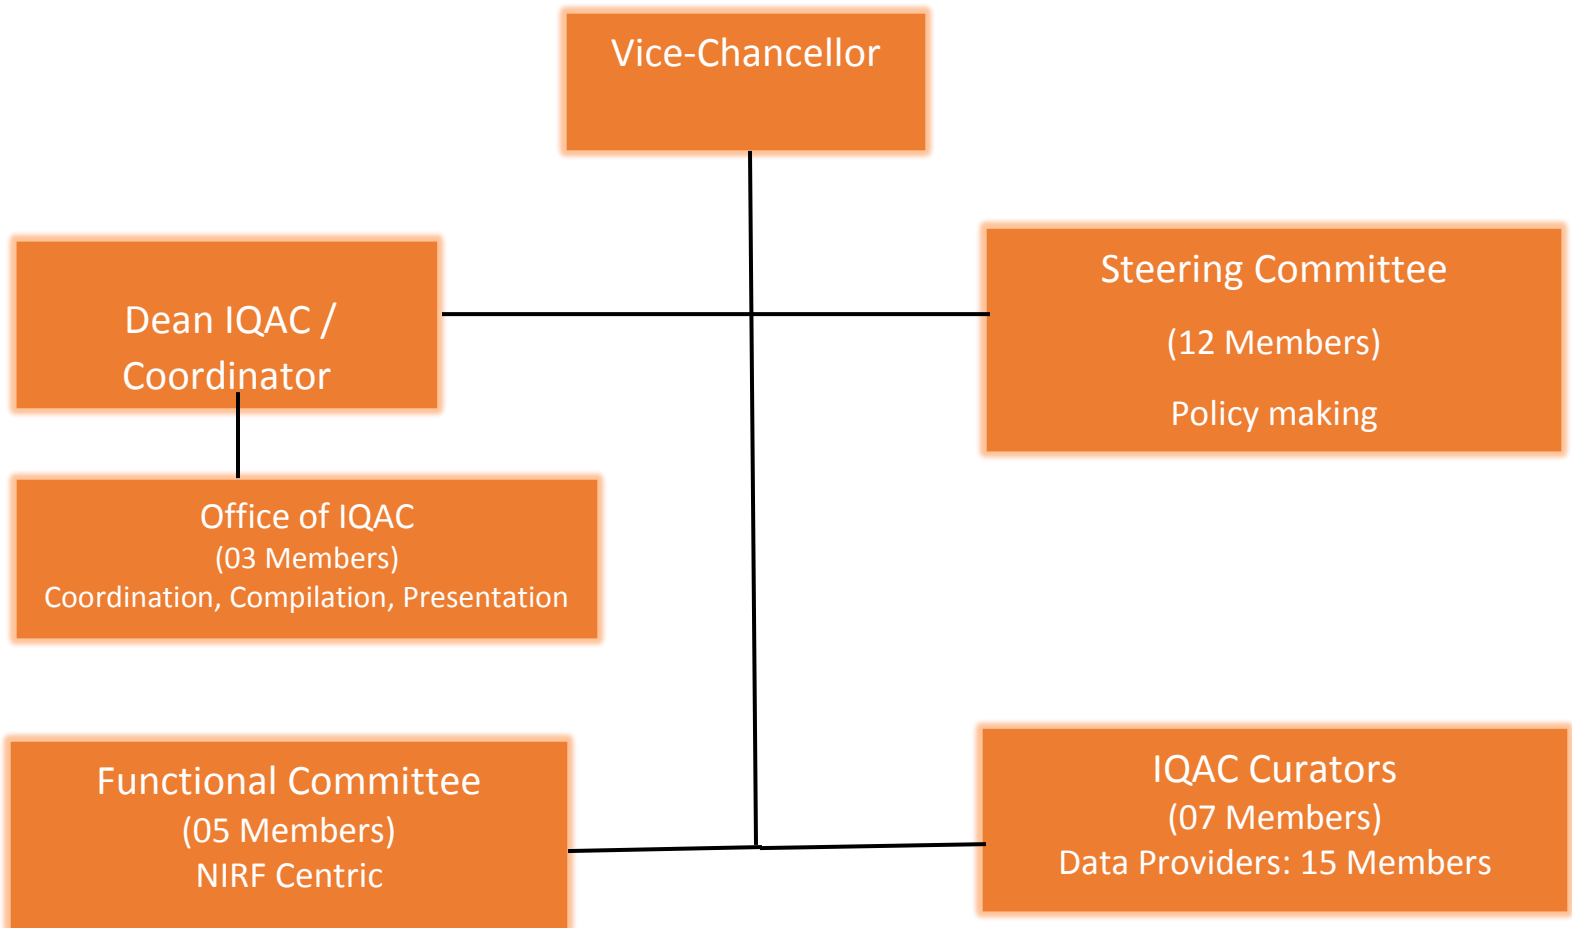 Vice-Chancellor
Dean IQAC /
Coordinator
Steering Committee
(12 Members)
Policy making
Office of IQAC
(03 Members)
Coordination, Compilation, Presentation
Functional Committee
(05 Members)
NIRF Centric
IQAC Curators
(07 Members)
Data Providers: 15 Members